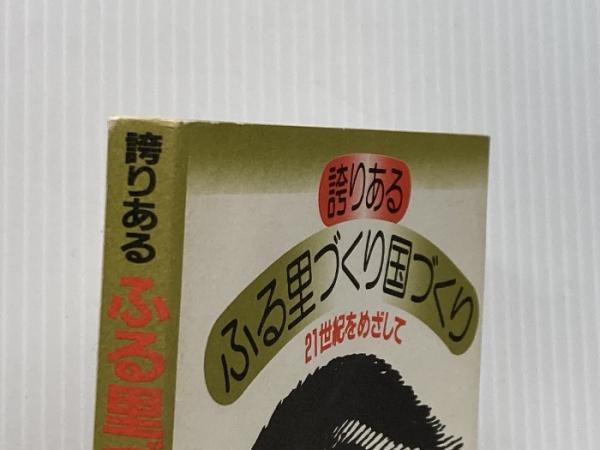 誇りある
ふる里づくり国づくり
21世紀をめざして
誇りある
ふる里